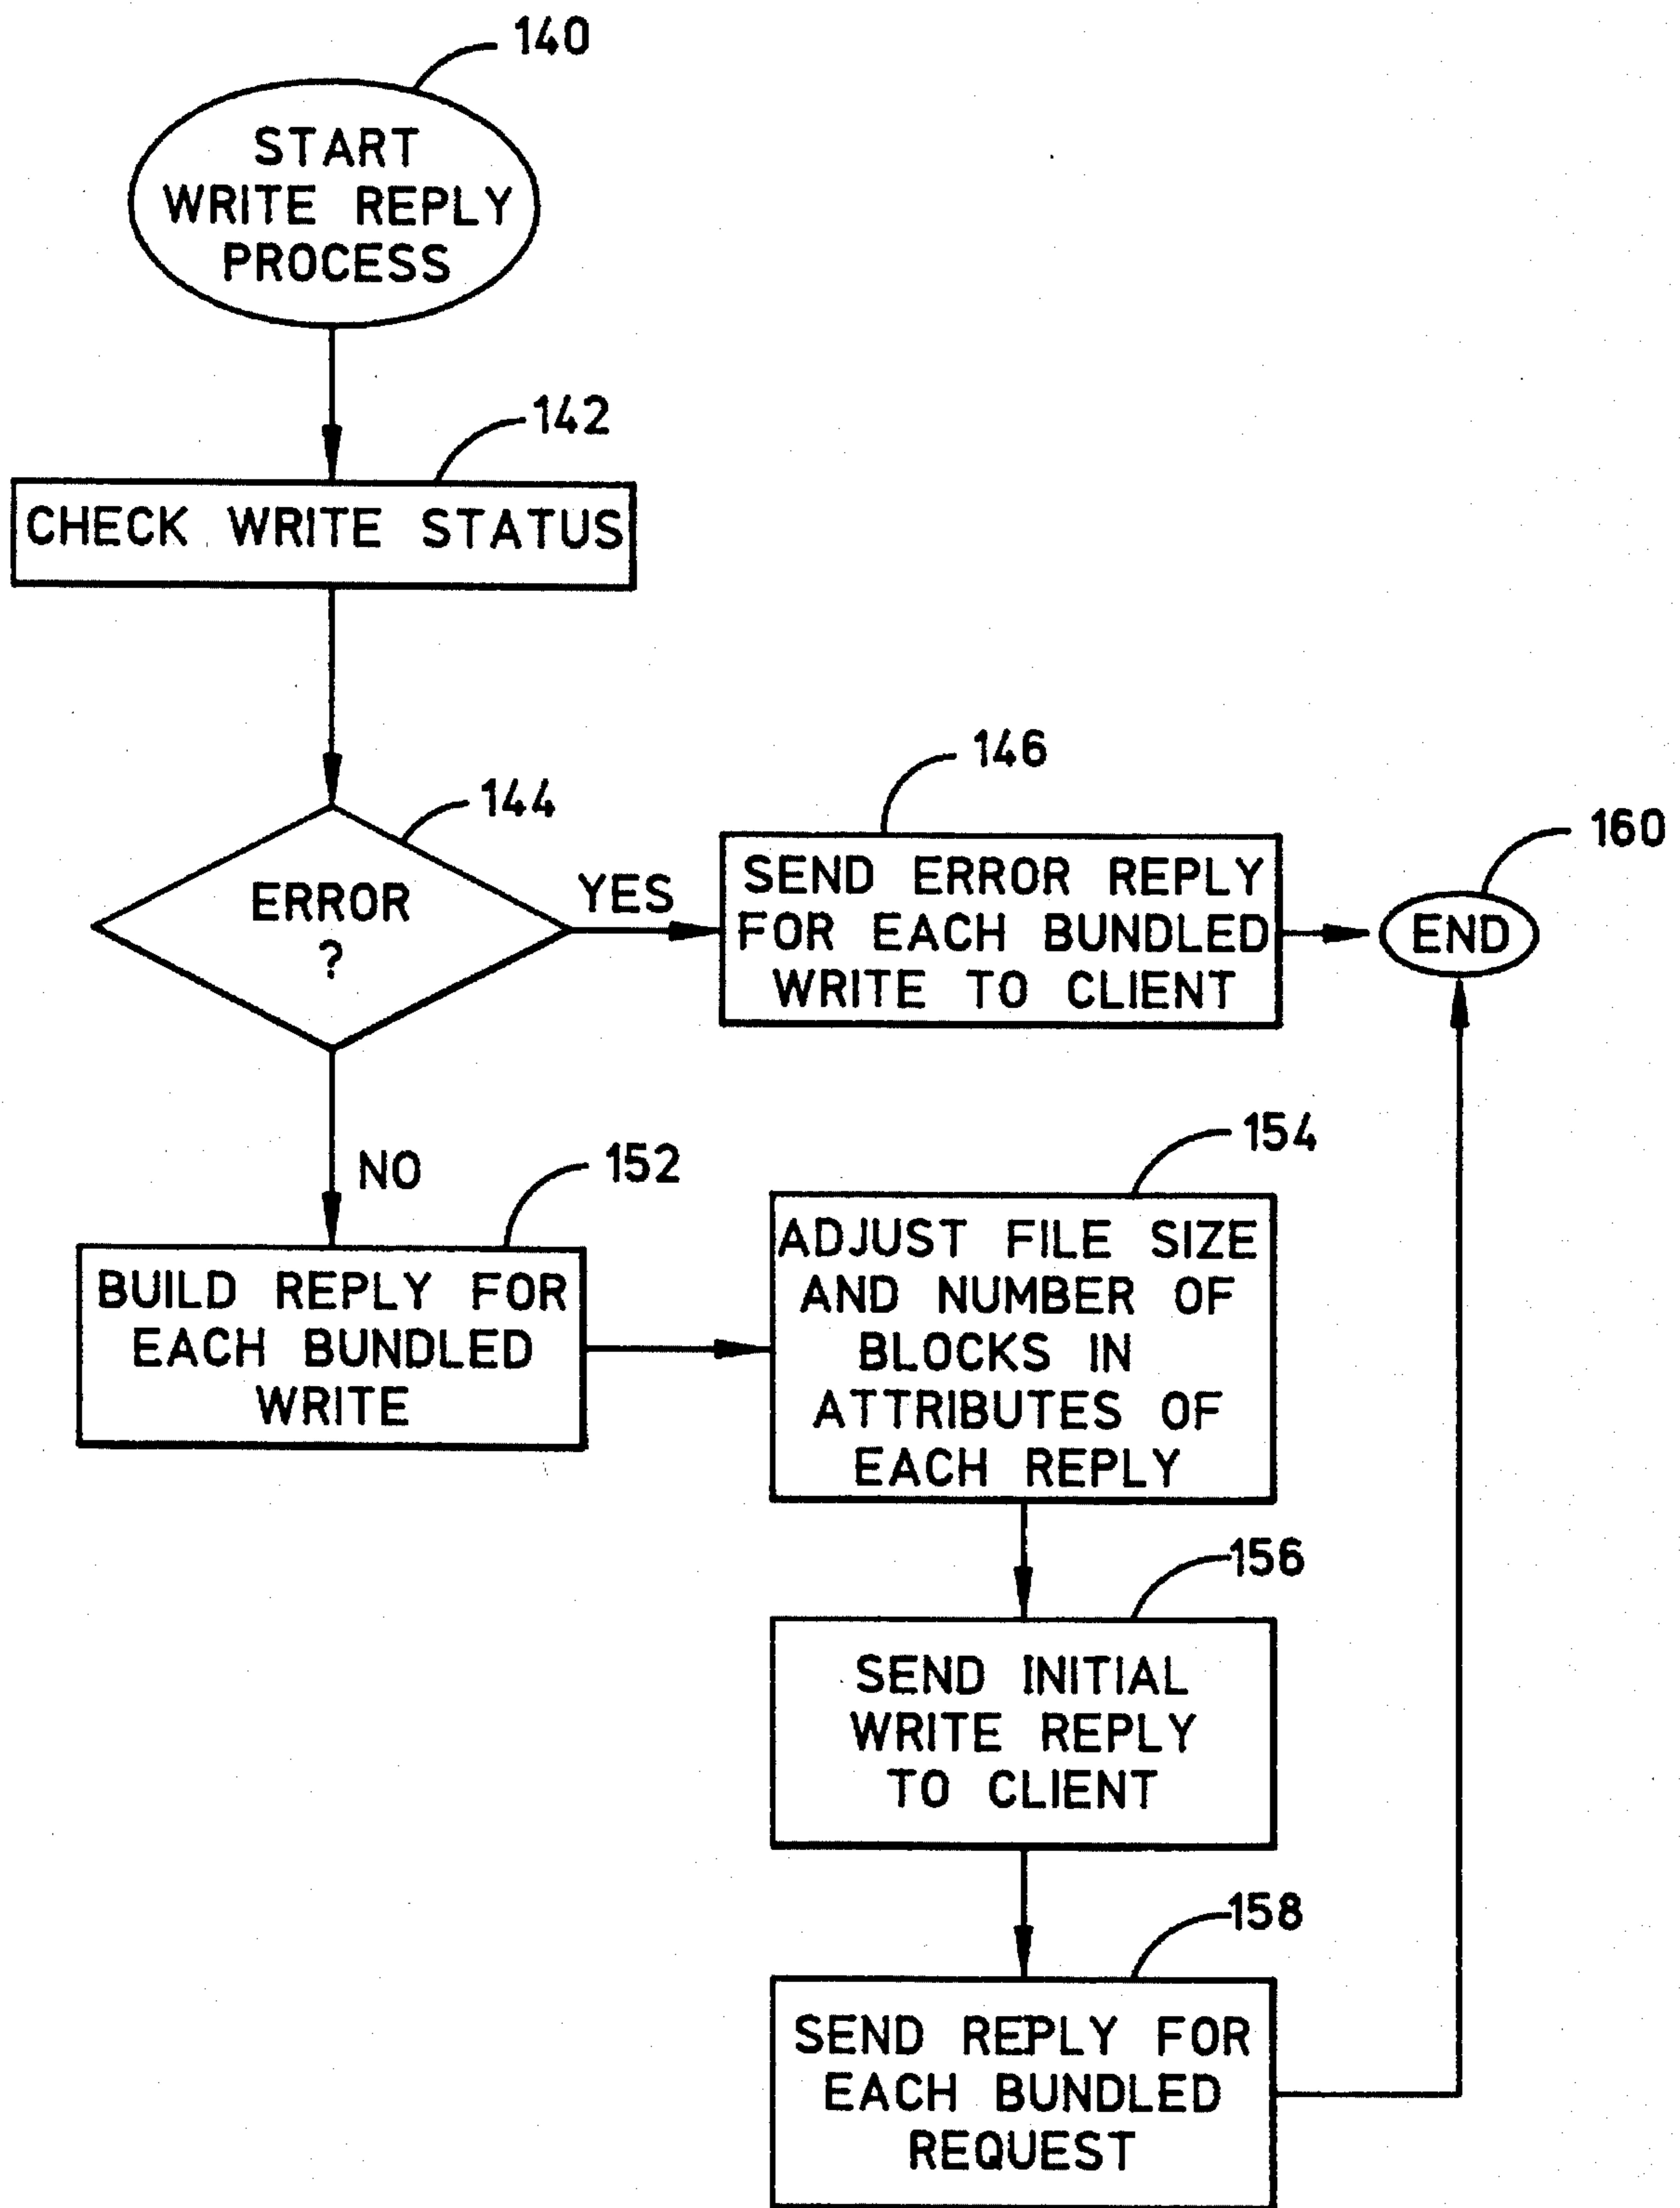 140
START
WRITE REPLY
PROCESS
142
CHECK WRITE STATUS
144
ERROR
?
YES
146
SEND ERROR REPLY
FOR EACH BUNDLED
WRITE TO CLIENT
160
END
NO
152
BUILD REPLY FOR
EACH BUNDLED
WRITE
154
ADJUST FILE SIZE
AND NUMBER OF
BLOCKS IN
ATTRIBUTES OF
EACH REPLY
156
SEND INITIAL
WRITE REPLY
TO CLIENT
158
SEND REPLY FOR
EACH BUNDLED
REQUEST